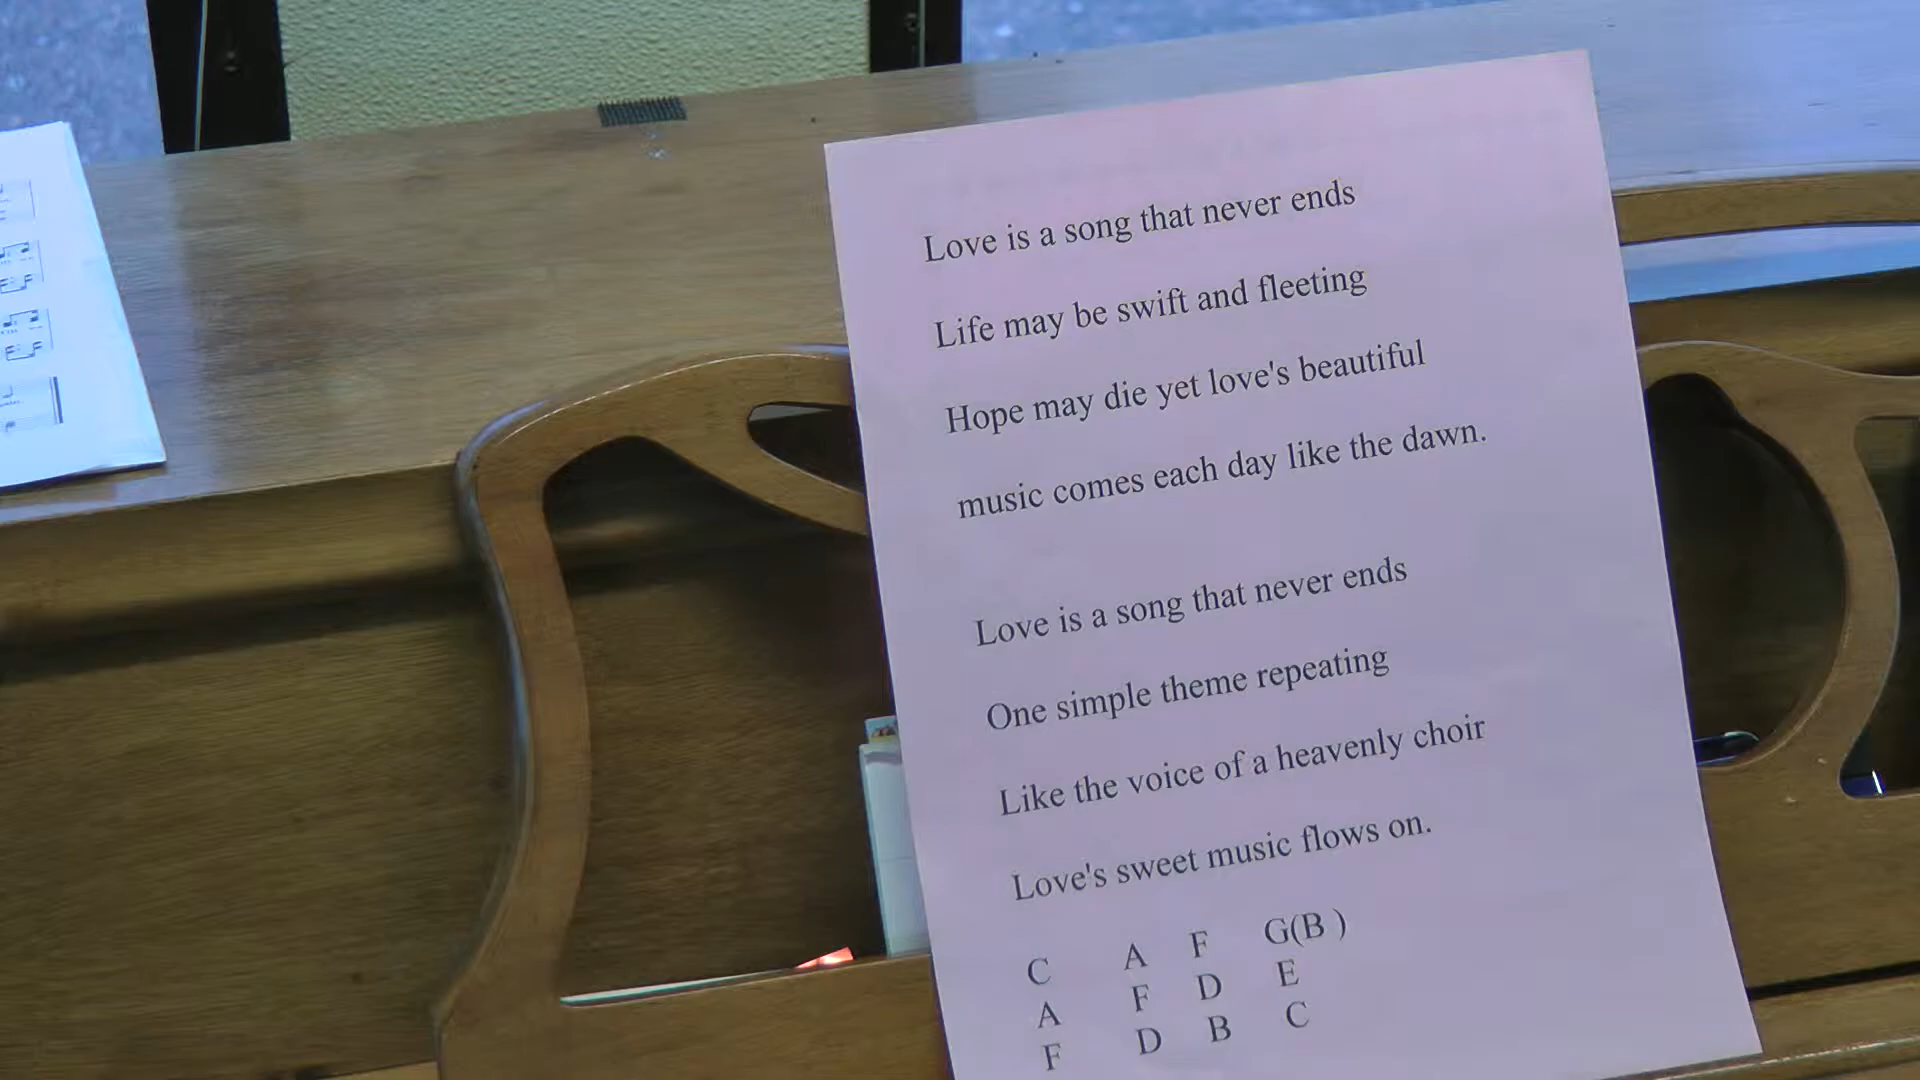 Love is a song that never ends
Life may be swift and fleeting
Hope may die yet love's beautiful
music comes each day like the dawn.
Love is a song that never ends
One simple theme repeating
Like the voice of a heavenly choir
Love's sweet music flows on.
C A F G(B )
A F D E
F D B C
F F
F F